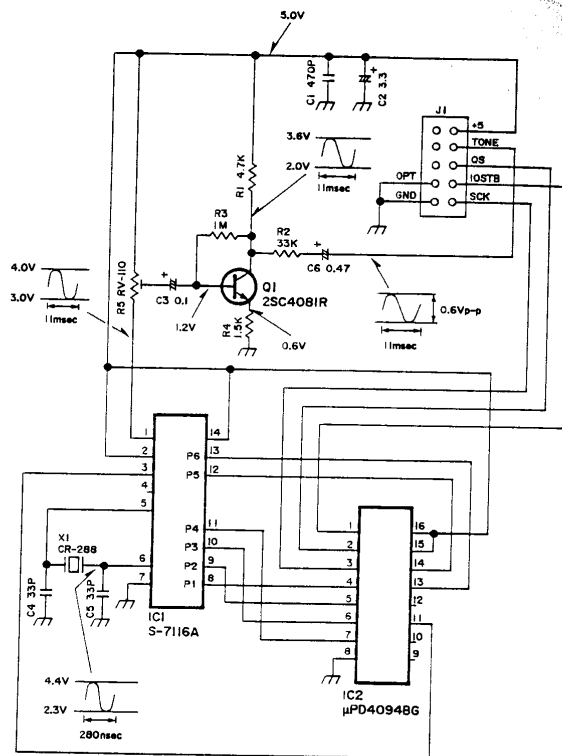 5.0V
C1 470P
C2 3.3
+
J1
+5
TONE
QS
IOSTB
SCK
OPT
GND
3.6V
2.0V
11msec
R1 4.7K
R3
1M
R2
33K
+
C6 0.47
4.0V
3.0V
11msec
R5 RV-110
+
C3 0.1
Q1
2SC4081R
1.2V
R4
1.5K
0.6V
0.6Vp-p
11msec
1
2
3
4
5
6
7
14
P6 13
P5 12
P4 11
P3 10
P2 9
P1 8
IC1
S-7116A
X1
CR-288
C4 33P
C5 33P
4.4V
2.3V
280nsec
1
2
3
4
5
6
7
8
16
15
14
13
12
11
10
9
IC2
µPD4094BG